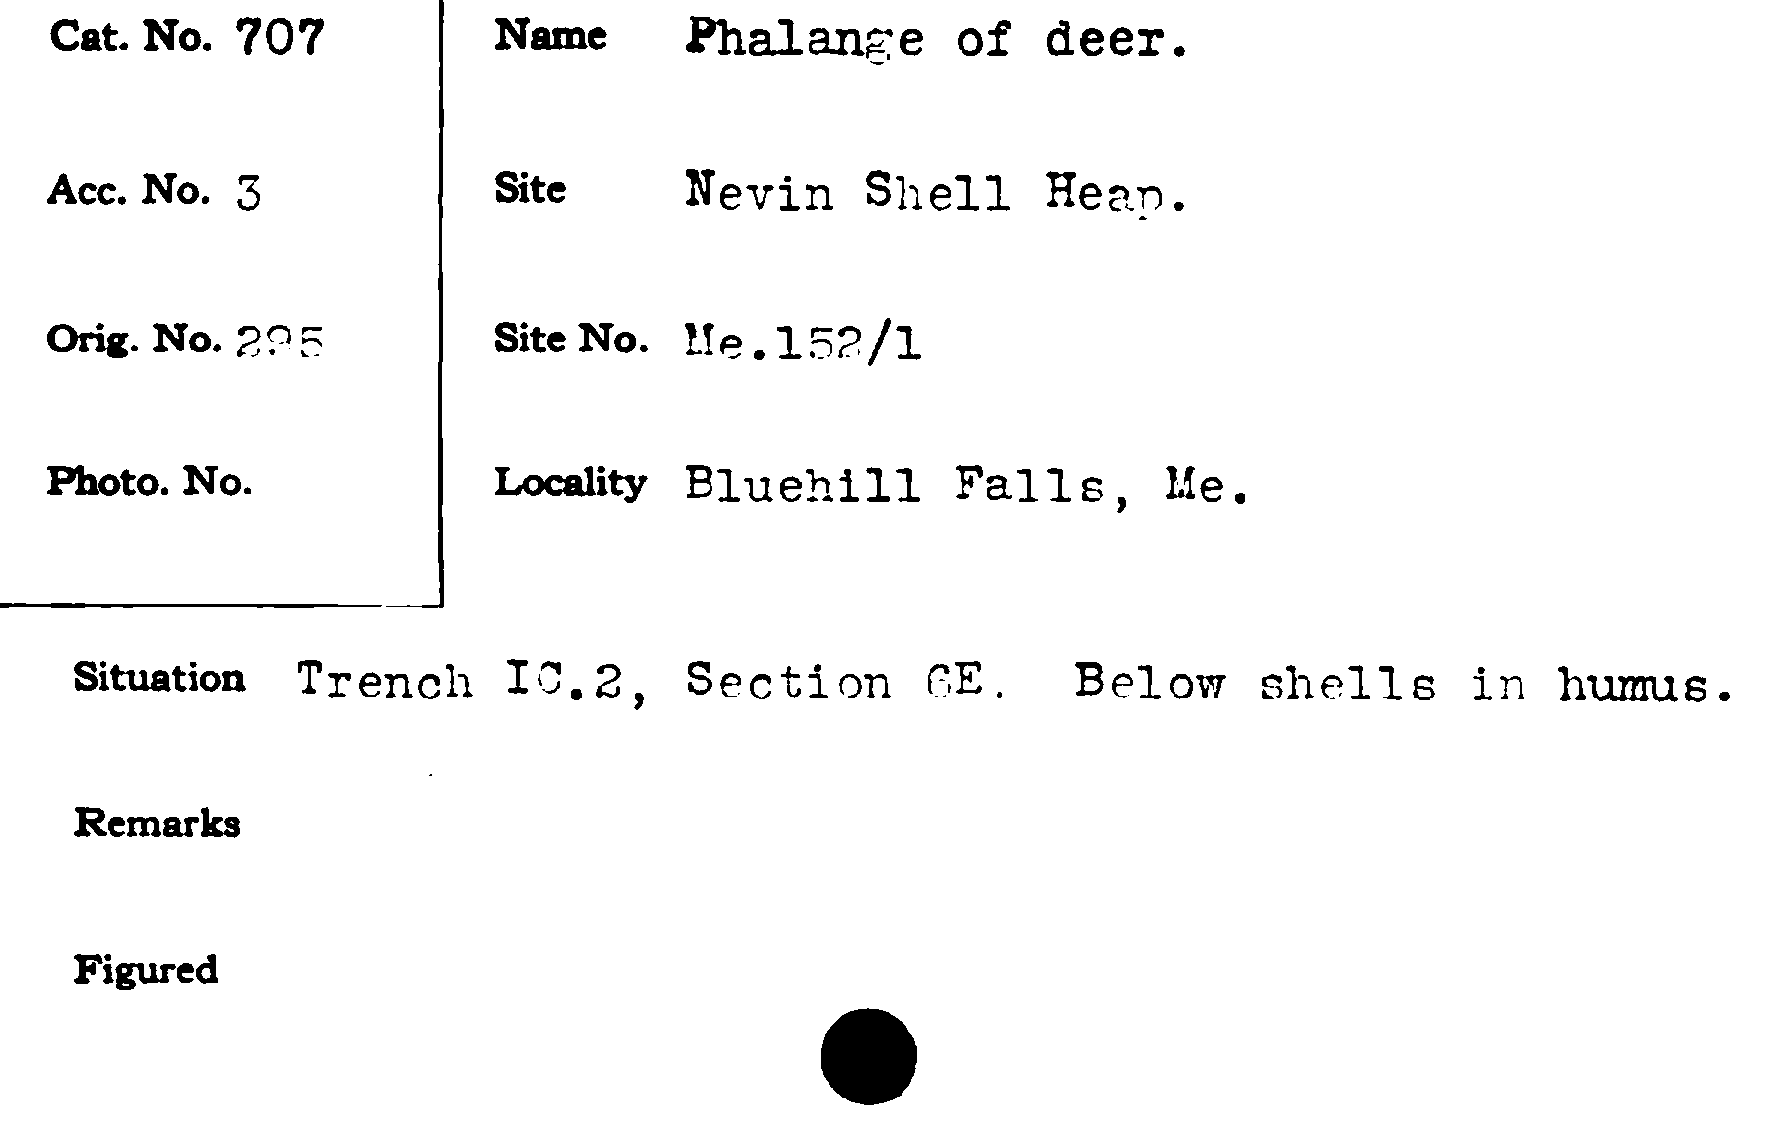 Cat. No. 707 Name Phalange of deer.
Acc. No. 3 Site Nevin Shell Heap.
Orig. No. 295 Site No. Me.152/1
Photo. No. Locality Bluehill Falls, Me.
Situation Trench IC.2, Section 6E. Below shells in humus.
Remarks
Figured